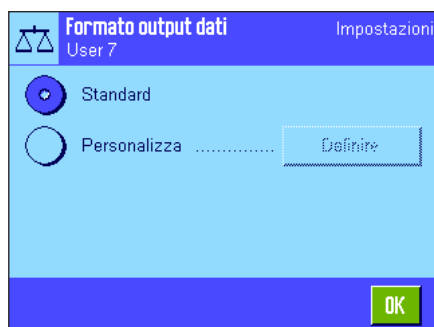 Formato output dati Impostazioni
User 7
Standard
Personalizza .............. Definire
OK